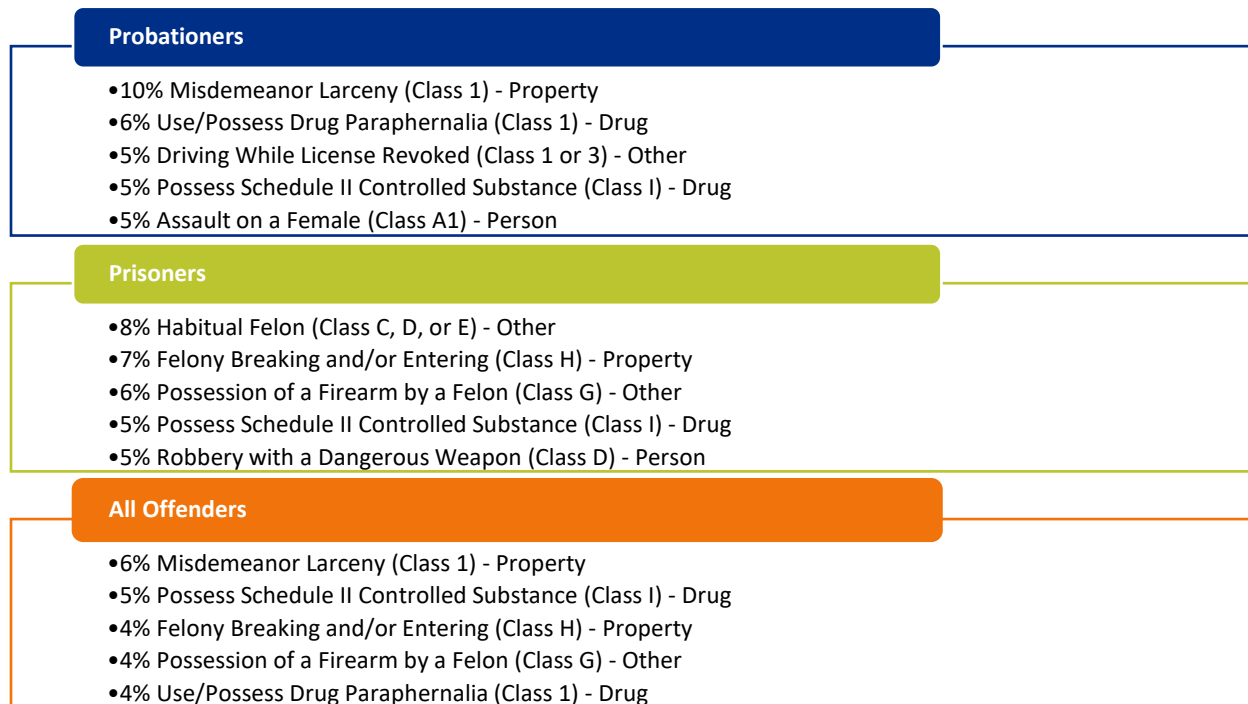 Probationers
•10% Misdemeanor Larceny (Class 1) - Property
•6% Use/Possess Drug Paraphernalia (Class 1) - Drug
•5% Driving While License Revoked (Class 1 or 3) - Other
•5% Possess Schedule II Controlled Substance (Class I) - Drug
•5% Assault on a Female (Class A1) - Person
Prisoners
•8% Habitual Felon (Class C, D, or E) - Other
•7% Felony Breaking and/or Entering (Class H) - Property
•6% Possession of a Firearm by a Felon (Class G) - Other
•5% Possess Schedule II Controlled Substance (Class I) - Drug
•5% Robbery with a Dangerous Weapon (Class D) - Person
All Offenders
•6% Misdemeanor Larceny (Class 1) - Property
•5% Possess Schedule II Controlled Substance (Class I) - Drug
•4% Felony Breaking and/or Entering (Class H) - Property
•4% Possession of a Firearm by a Felon (Class G) - Other
•4% Use/Possess Drug Paraphernalia (Class 1) - Drug